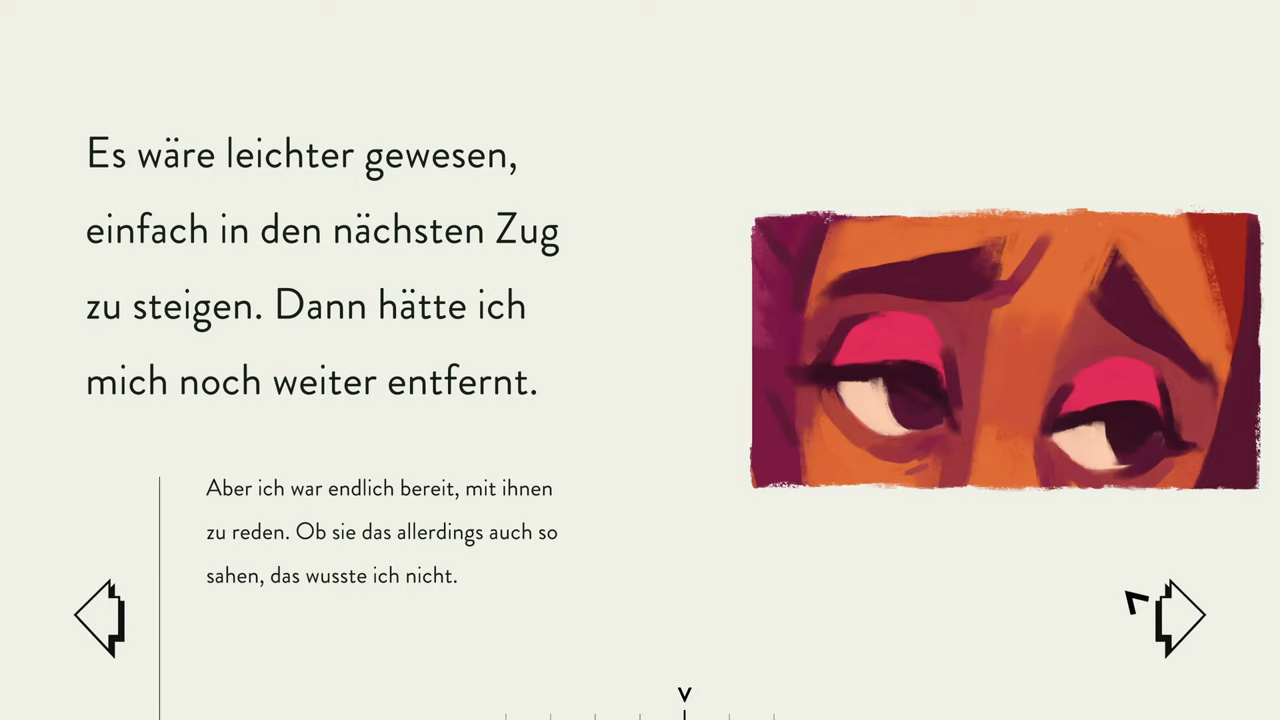 Es wäre leichter gewesen,
einfach in den nächsten Zug
zu steigen. Dann hätte ich
mich noch weiter entfernt.
Aber ich war endlich bereit, mit ihnen
zu reden. Ob sie das allerdings auch so
sahen, das wusste ich nicht.